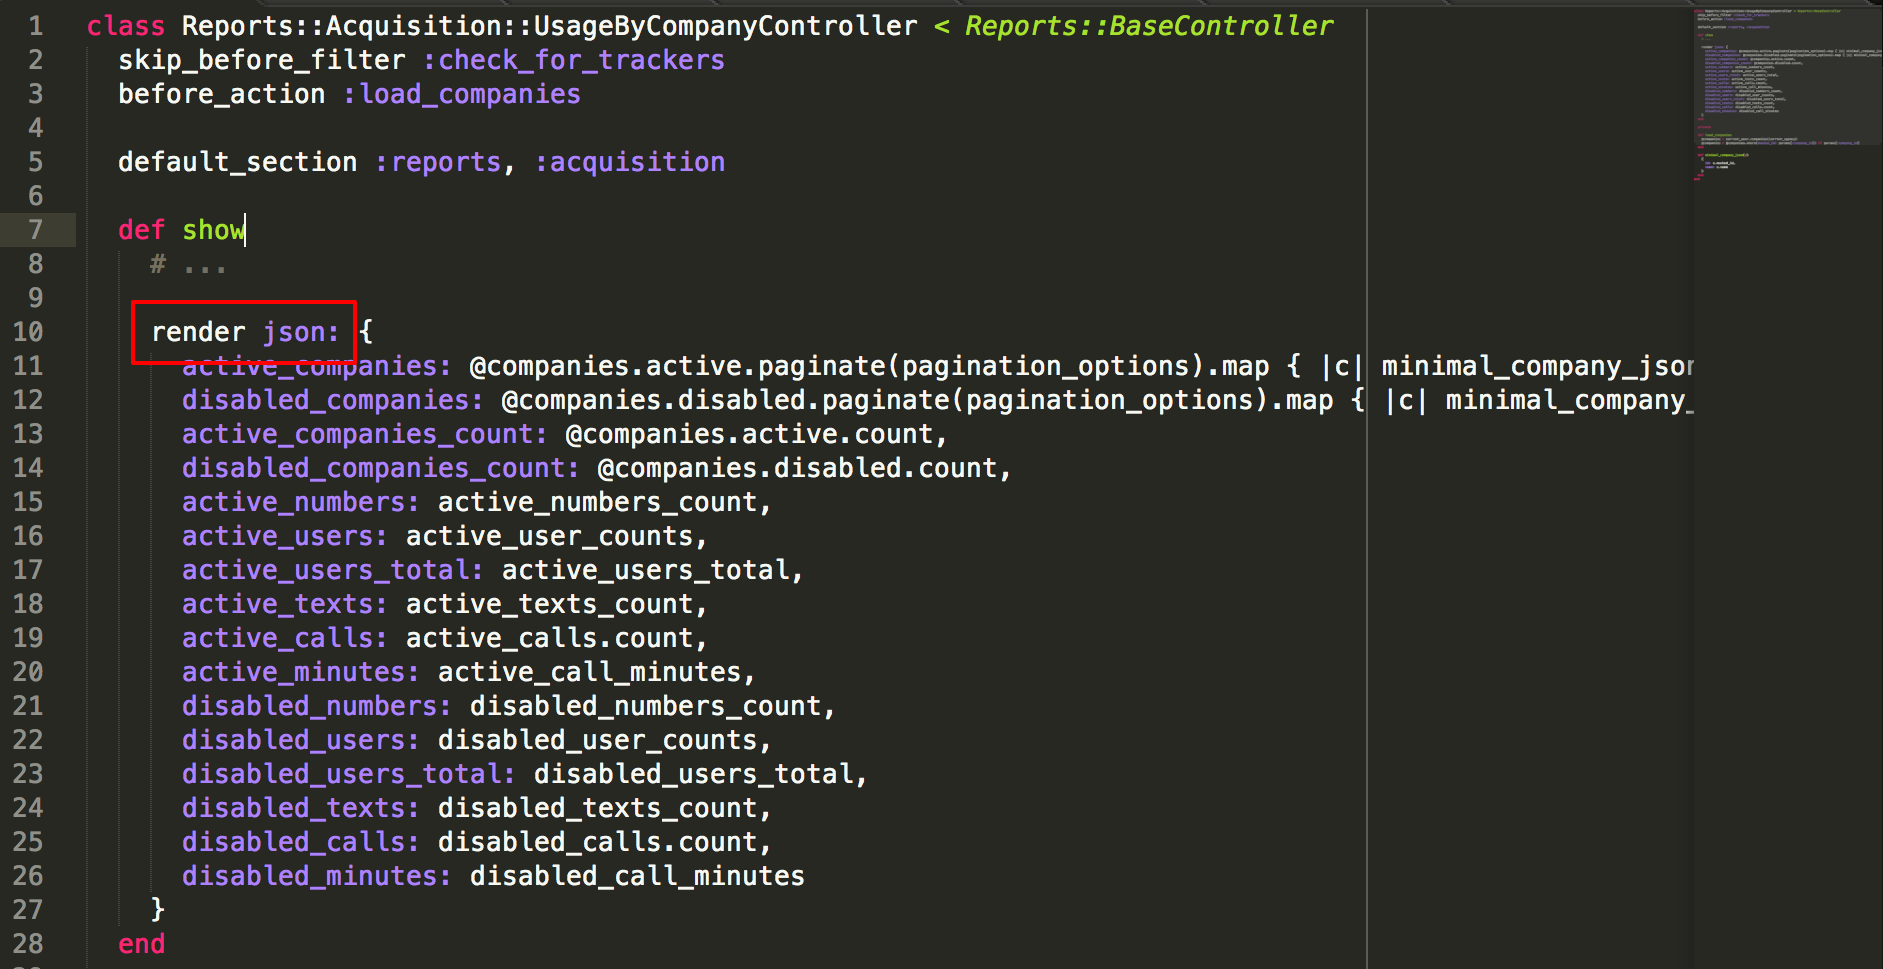 1 class Reports::Acquisition::UsageByCompanyController < Reports::BaseController
2 skip_before_filter :check_for_trackers
3 before_action :load_companies
4
5 default_section :reports, :acquisition
6
7 def show
8 # ...
9
10 render json: {
11 active_companies: @companies.active.paginate(pagination_options).map { |c| minimal_company_json
12 disabled_companies: @companies.disabled.paginate(pagination_options).map { |c| minimal_company_
13 active_companies_count: @companies.active.count,
14 disabled_companies_count: @companies.disabled.count,
15 active_numbers: active_numbers_count,
16 active_users: active_user_counts,
17 active_users_total: active_users_total,
18 active_texts: active_texts_count,
19 active_calls: active_calls.count,
20 active_minutes: active_call_minutes,
21 disabled_numbers: disabled_numbers_count,
22 disabled_users: disabled_user_counts,
23 disabled_users_total: disabled_users_total,
24 disabled_texts: disabled_texts_count,
25 disabled_calls: disabled_calls.count,
26 disabled_minutes: disabled_call_minutes
27 }
28 end